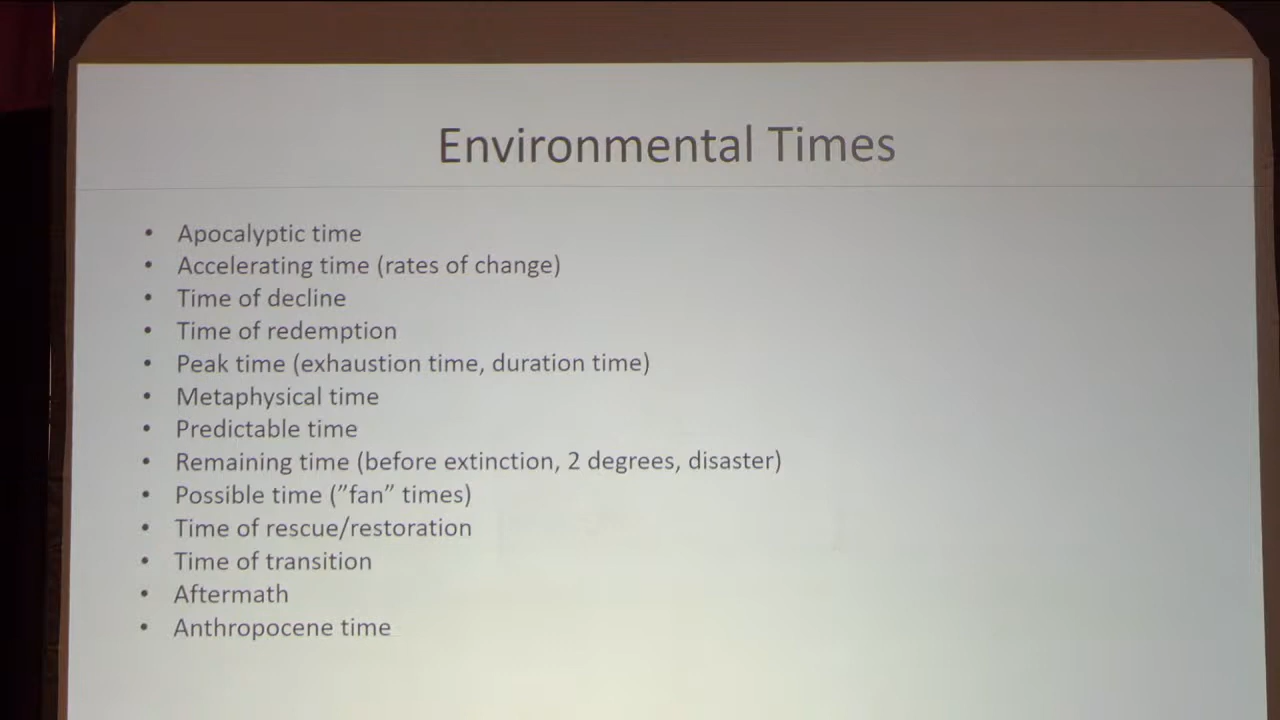 Environmental Times
• Apocalyptic time
• Accelerating time (rates of change)
• Time of decline
• Time of redemption
• Peak time (exhaustion time, duration time)
• Metaphysical time
• Predictable time
• Remaining time (before extinction, 2 degrees, disaster)
• Possible time (”fan” times)
• Time of rescue/restoration
• Time of transition
• Aftermath
• Anthropocene time